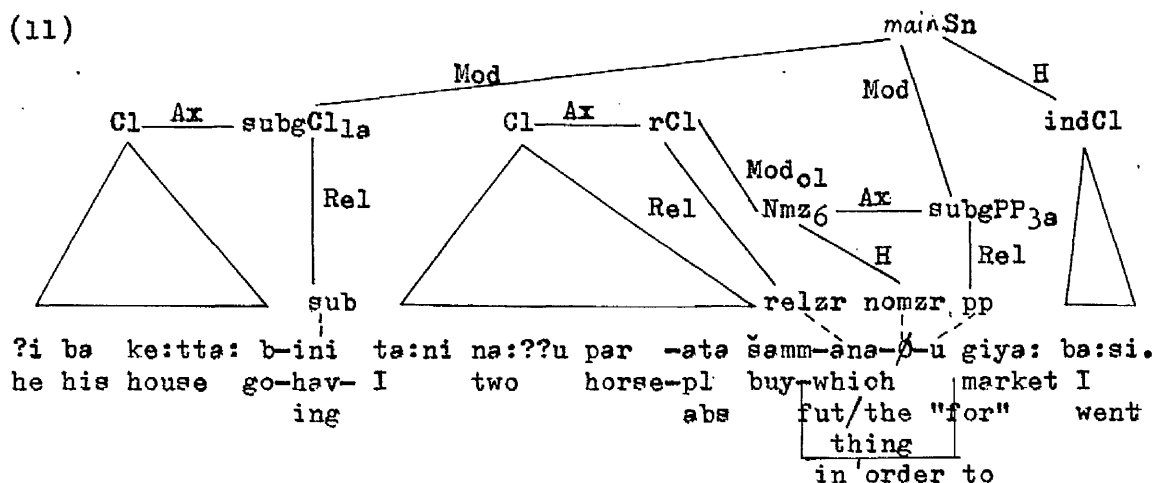 (11)
mainSn
Mod
H
Mod
Cl Ax subgCl1a Cl Ax rCl indCl
Mod01
Rel Rel Nmz6 Ax subgPP3a
H Rel
sub relzr nomzr pp
?i ba ke:tta: b-ini ta:ni na:??u par -ata šamm-ana-Ø-u giya: ba:si.
he his house go-hav- I two horse-pl buy-which market I
ing abs fut/the "for" went
thing
in order to